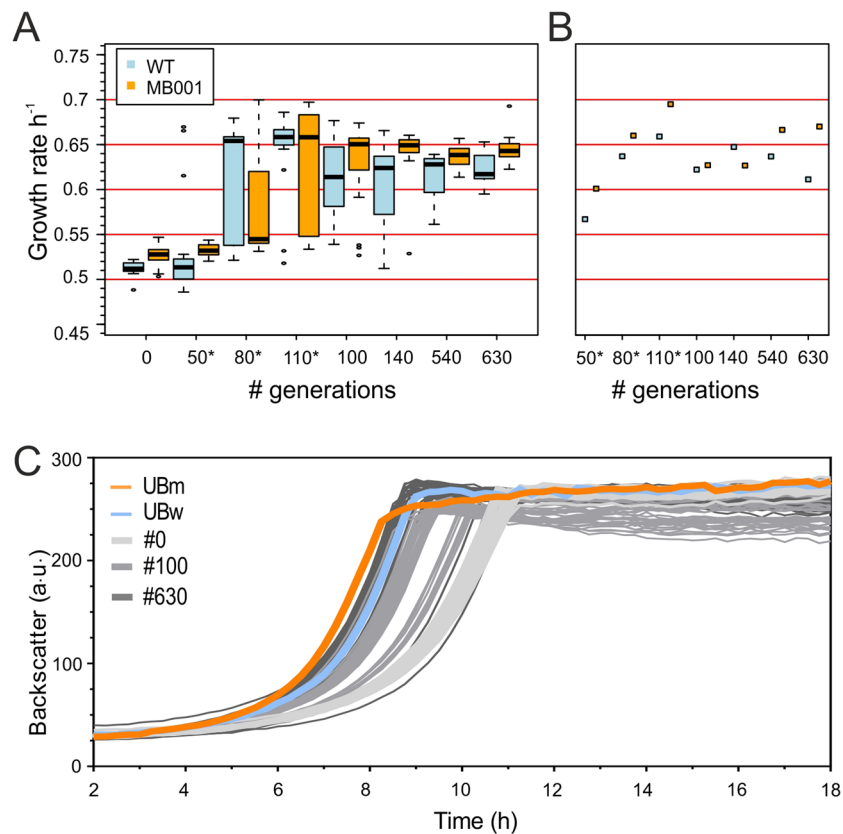 A
B
0.75
0.7
0.65
0.6
0.55
0.5
0.45
Growth rate h-1
WT
MB001
0 50* 80* 110* 100 140 540 630
# generations
50* 80* 110* 100 140 540 630
# generations
C
300
200
100
0
Backscatter (a.u.)
UBm
UBw
#0
#100
#630
2 4 6 8 10 12 14 16 18
Time (h)